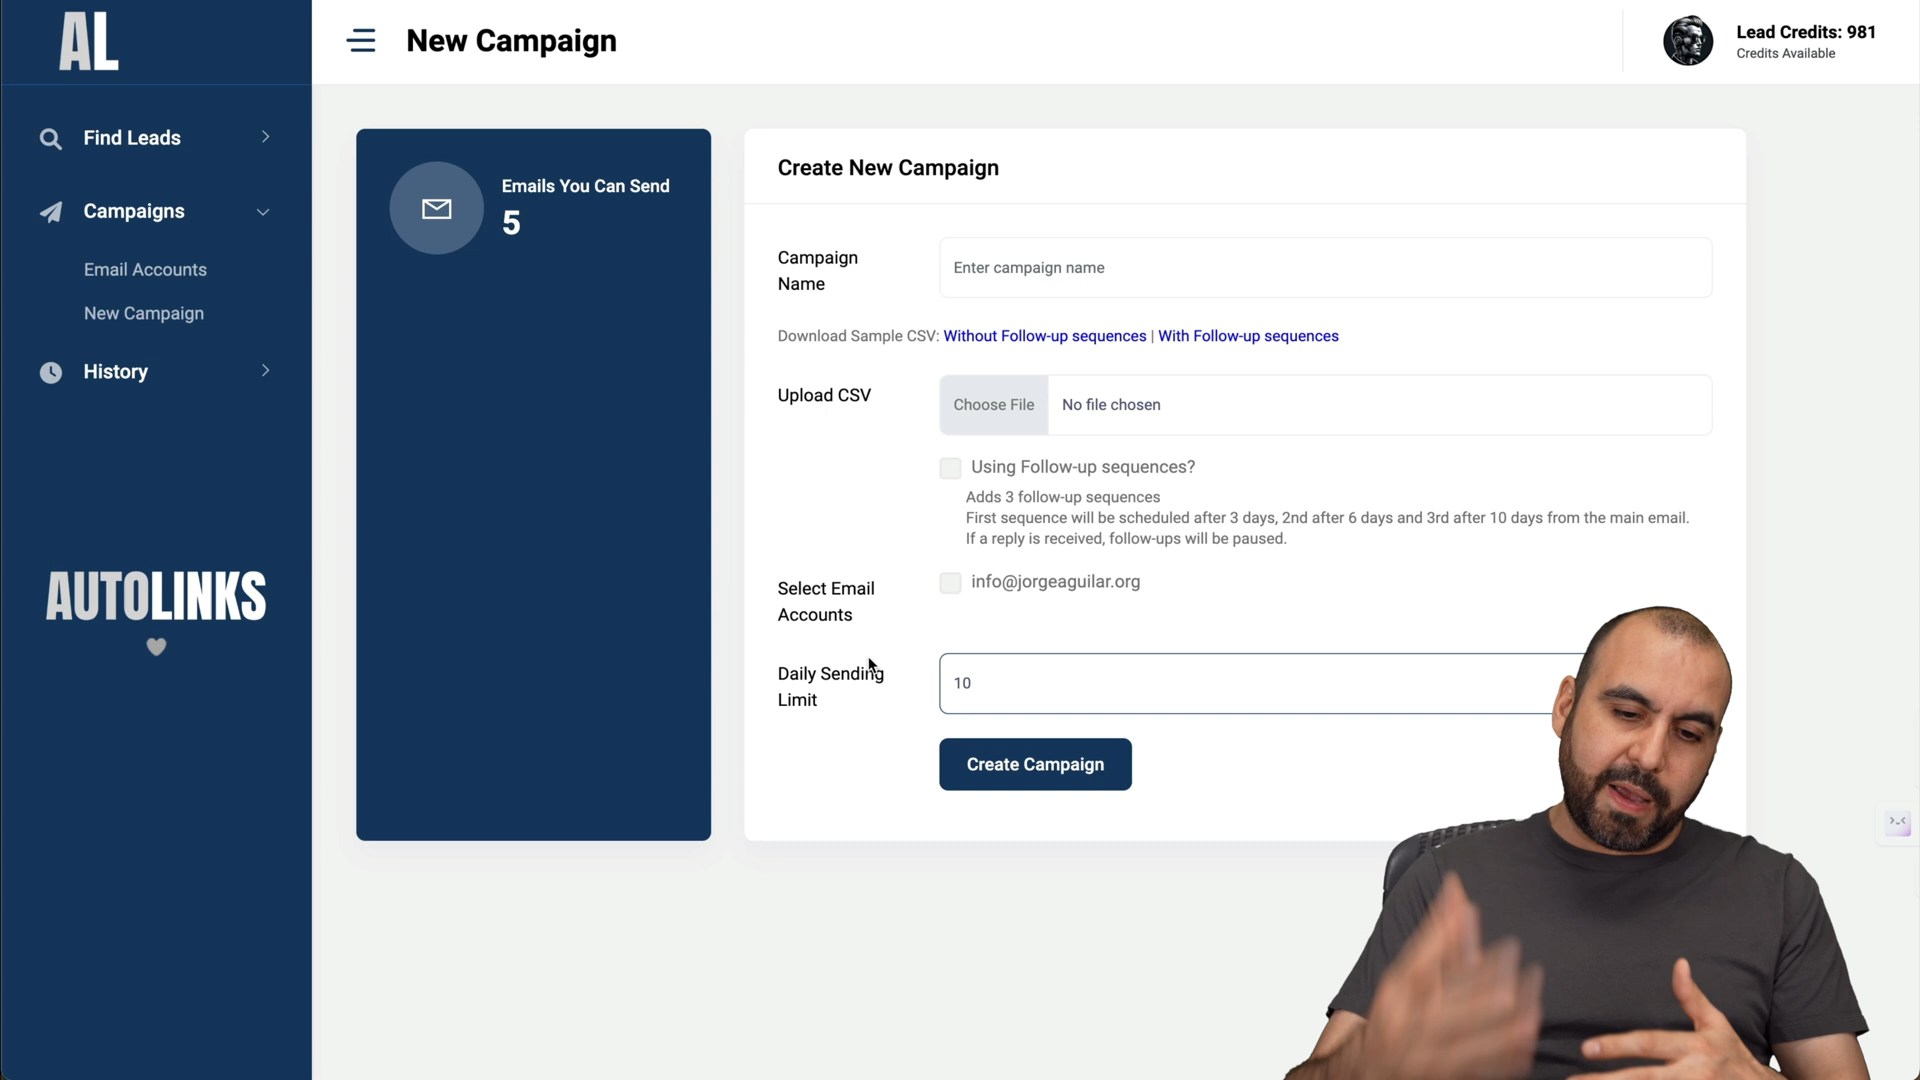 AL
New Campaign
Lead Credits: 981
Credits Available
Find Leads
Campaigns
Email Accounts
New Campaign
History
AUTOLINKS
Emails You Can Send
5
Create New Campaign
Campaign
Name
Enter campaign name
Download Sample CSV: Without Follow-up sequences | With Follow-up sequences
Upload CSV
Choose File
No file chosen
Using Follow-up sequences?
Adds 3 follow-up sequences
First sequence will be scheduled after 3 days, 2nd after 6 days and 3rd after 10 days from the main email.
If a reply is received, follow-ups will be paused.
Select Email
Accounts
info@jorgeaguilar.org
Daily Sending
Limit
10
Create Campaign